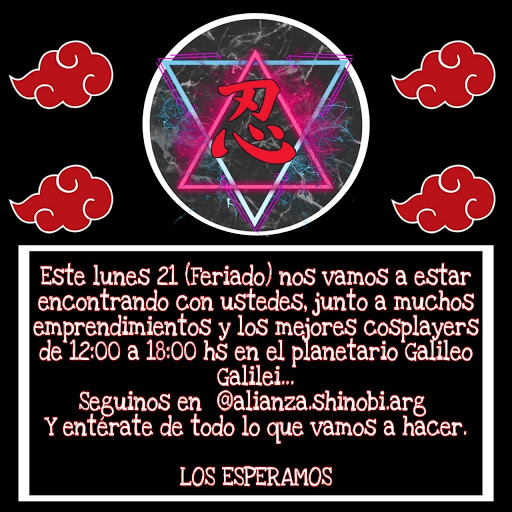 忍
Este lunes 21 (Feriado) nos vamos a estar
encontrando con ustedes, junto a muchos
emprendimientos y los mejores cosplayers
de 12:00 a 18:00 hs en el planetario Galileo
Galilei...
Seguinos en @alianza.shinobi.arg
Y entérate de todo lo que vamos a hacer.
LOS ESPERAMOS